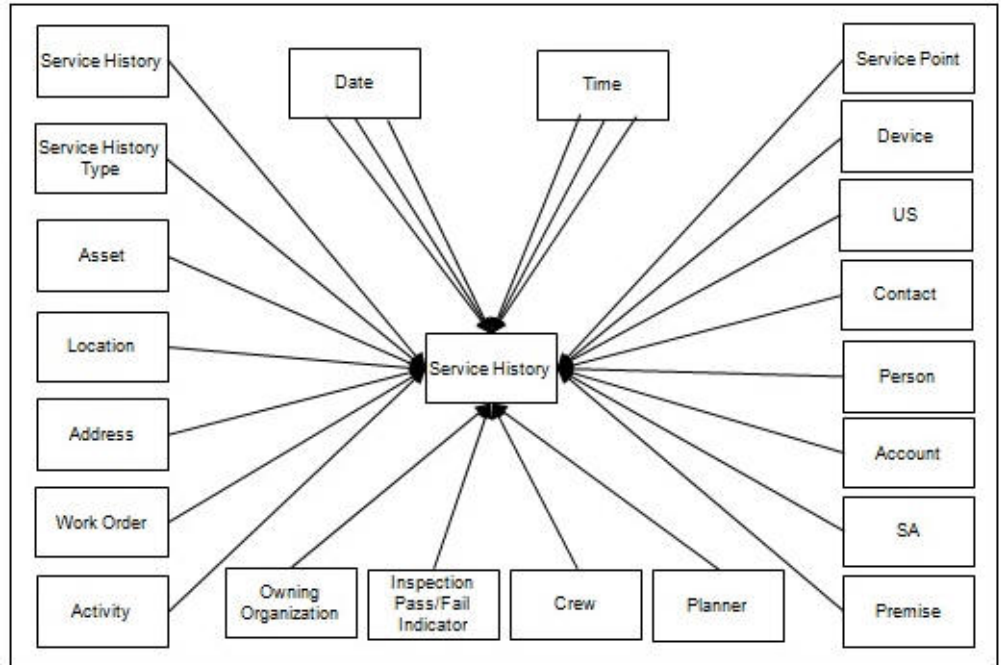 Service History
Service History
Type
Asset
Location
Address
Work Order
Activity
Date
Time
Service History
Owning
Organization
Inspection
Pass/Fail
Indicator
Crew
Planner
Service Point
Device
US
Contact
Person
Account
SA
Premise